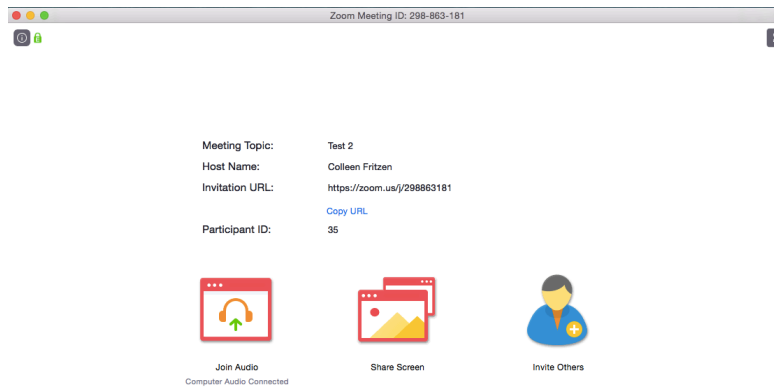 Zoom Meeting ID: 298-863-181
Meeting Topic: Test 2
Host Name: Colleen Fritzen
Invitation URL: https://zoom.us/j/298863181
Copy URL
Participant ID: 35
Join Audio Share Screen Invite Others
Computer Audio Connected